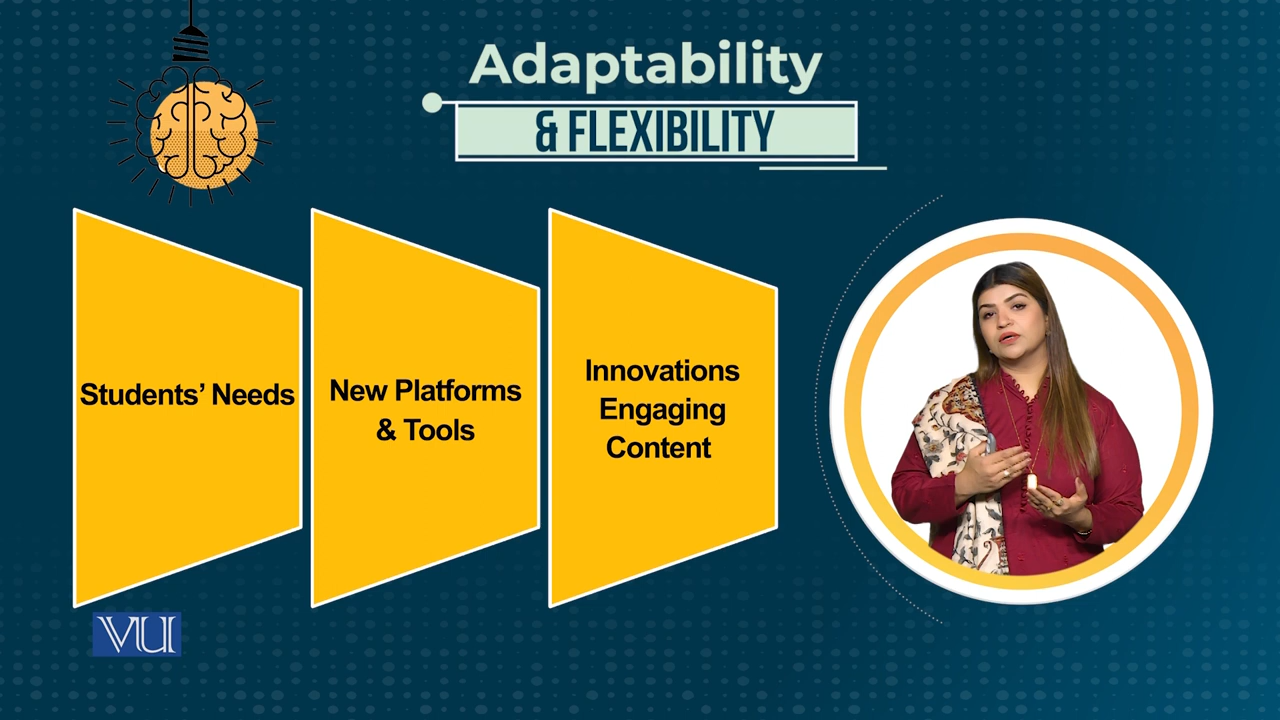 Adaptability
& FLEXIBILITY
Students’ Needs
New Platforms
& Tools
Innovations
Engaging
Content
VU